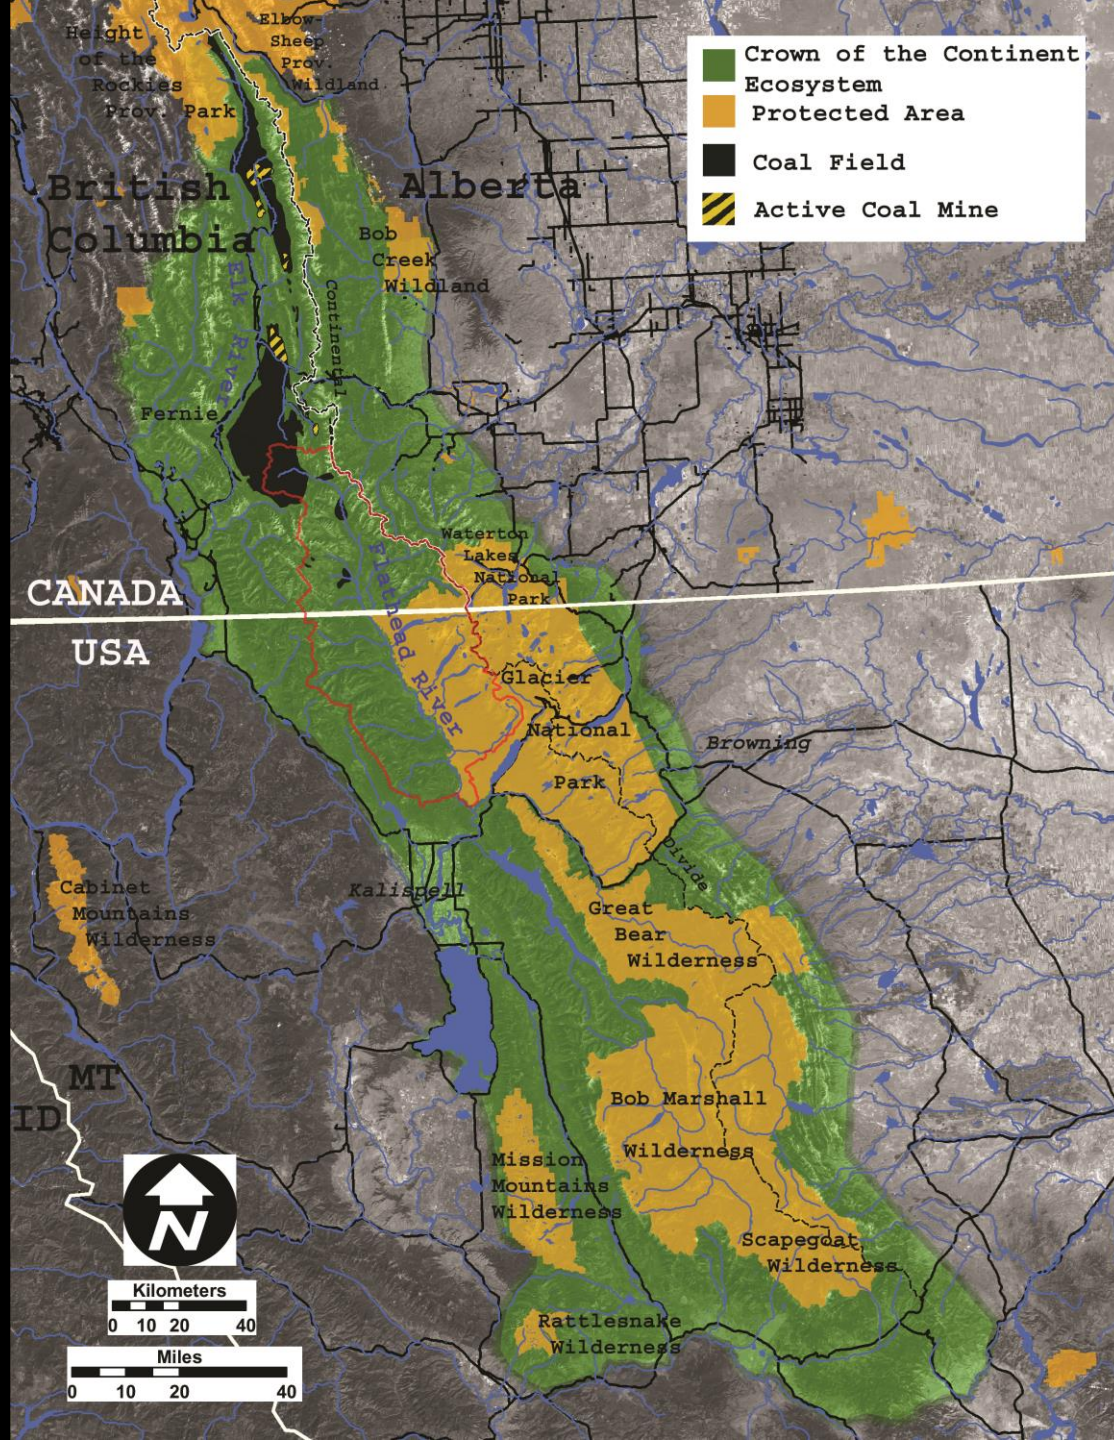 Height
of the
Rockies
Prov. Park
Elbow-
Sheep
Prov.
Wildland
Crown of the Continent
Ecosystem
Protected Area
Coal Field
Active Coal Mine
British
Columbia
Alberta
Bob
Creek
Wildland
Elk River
Continental
Fernie
Waterton
Lakes
National
Park
Flathead River
CANADA
USA
Glacier
National
Park
Browning
Divide
Kalispell
Cabinet
Mountains
Wilderness
Great
Bear
Wilderness
MT
ID
Bob Marshall
Wilderness
Mission
Mountains
Wilderness
Scapegoat
Wilderness
Rattlesnake
Wilderness
N
Kilometers
0 10 20 40
Miles
0 10 20 40